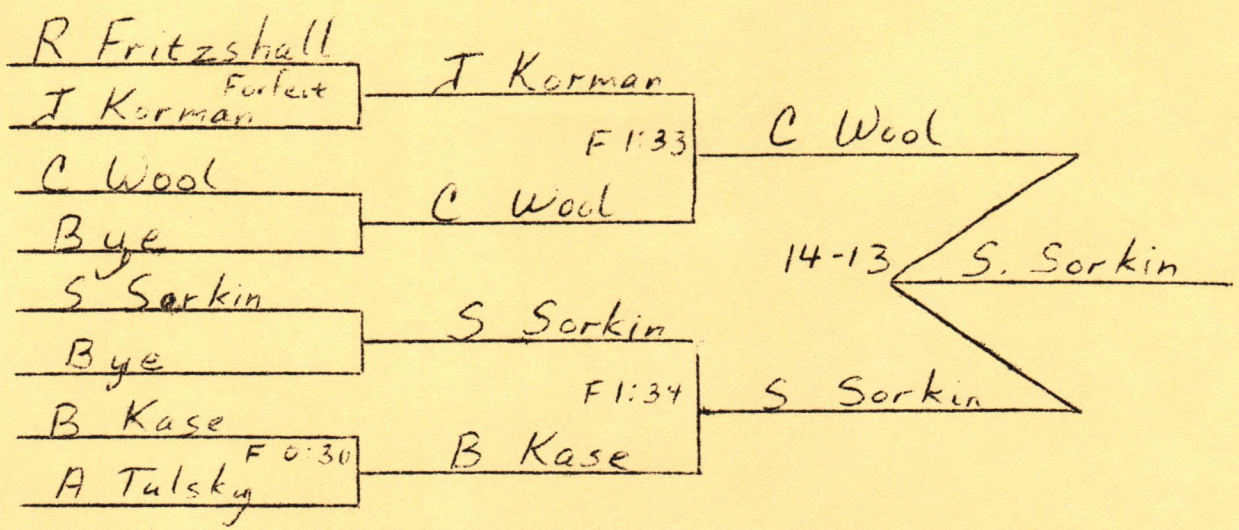 R Fritzshall
Forfeit
J Korman
C Wool
Bye
S Sorkin
Bye
B Kase
F 0:30
A Tulsky
J Korman
F 1:33
C Wool
S Sorkin
F 1:34
B Kase
C Wool
14-13
S Sorkin
S. Sorkin